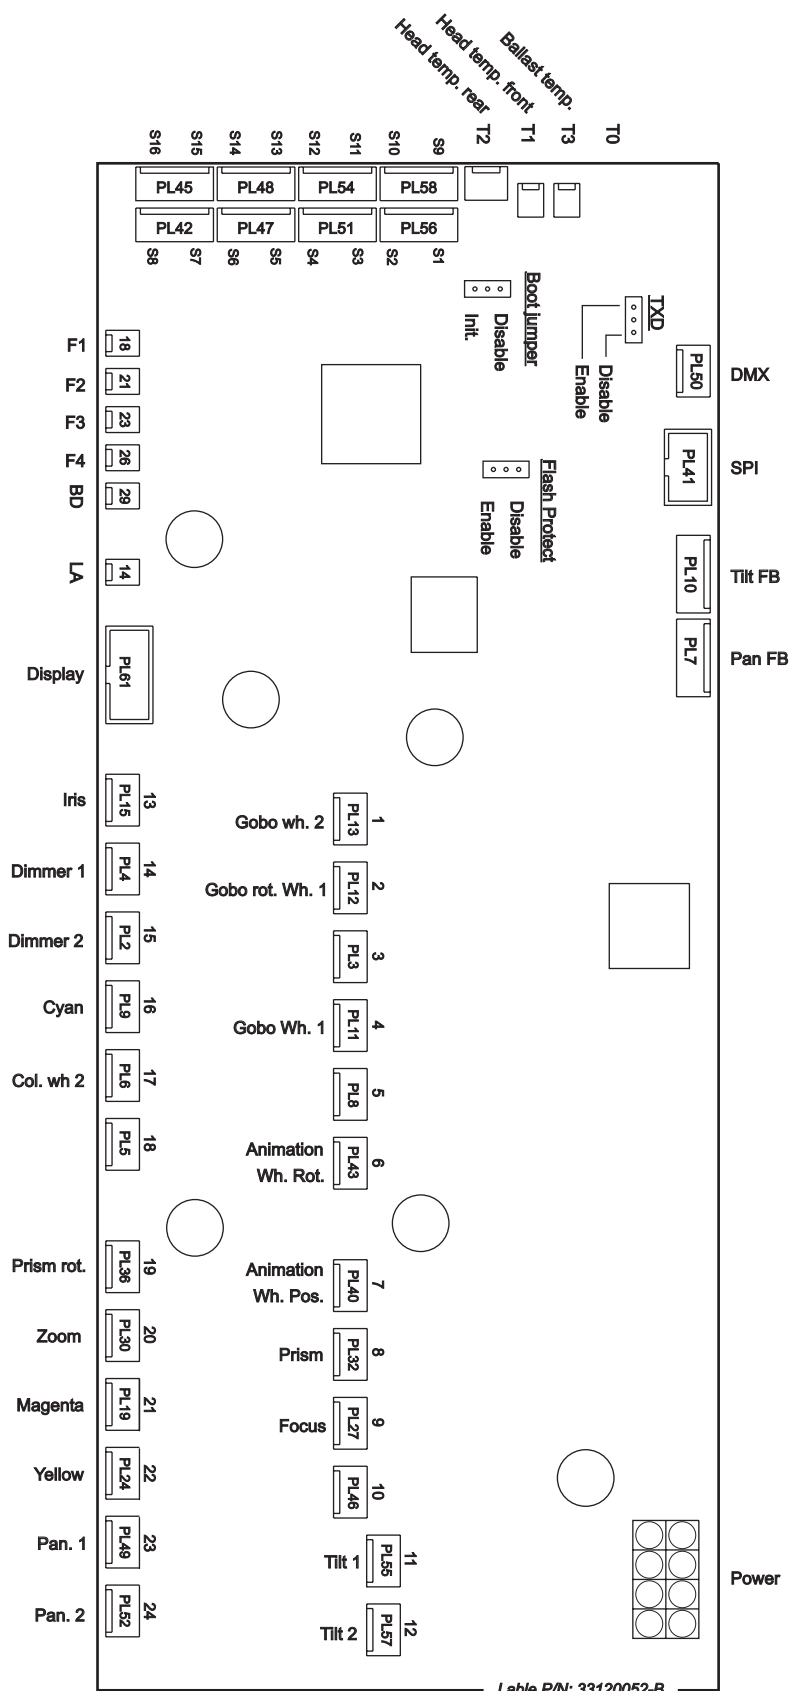 Ballast temp.
Head temp. front
Head temp. rear
T2
T1
T3
T0
S16
S15
S14
S13
S12
S11
S10
S9
PL45
PL48
PL54
PL58
PL42
PL47
PL51
PL56
S8
S7
S6
S5
S4
S3
S2
S1
Boot jumper
Disable
Init.
TXD
Disable
Enable
F1
18
F2
21
F3
23
F4
26
BD
29
LA
14
PL50
DMX
PL41
SPI
Flash Protect
Disable
Enable
PL10
Tilt FB
PL7
Pan FB
Display
PL61
Iris
PL15
13
Dimmer 1
PL4
14
Dimmer 2
PL2
15
Cyan
PL9
16
Col. wh 2
PL6
17
PL5
18
Prism rot.
PL36
19
Zoom
PL30
20
Magenta
PL19
21
Yellow
PL24
22
Pan. 1
PL49
23
Pan. 2
PL52
24
Gobo wh. 2
PL13
1
Gobo rot. Wh. 1
PL12
2
PL3
3
Gobo Wh. 1
PL11
4
PL8
5
Animation
Wh. Rot.
PL43
6
Animation
Wh. Pos.
PL40
7
Prism
PL32
8
Focus
PL27
9
PL46
10
Tilt 1
PL55
11
Tilt 2
PL57
12
Power
Lable P/N: 33120052-B